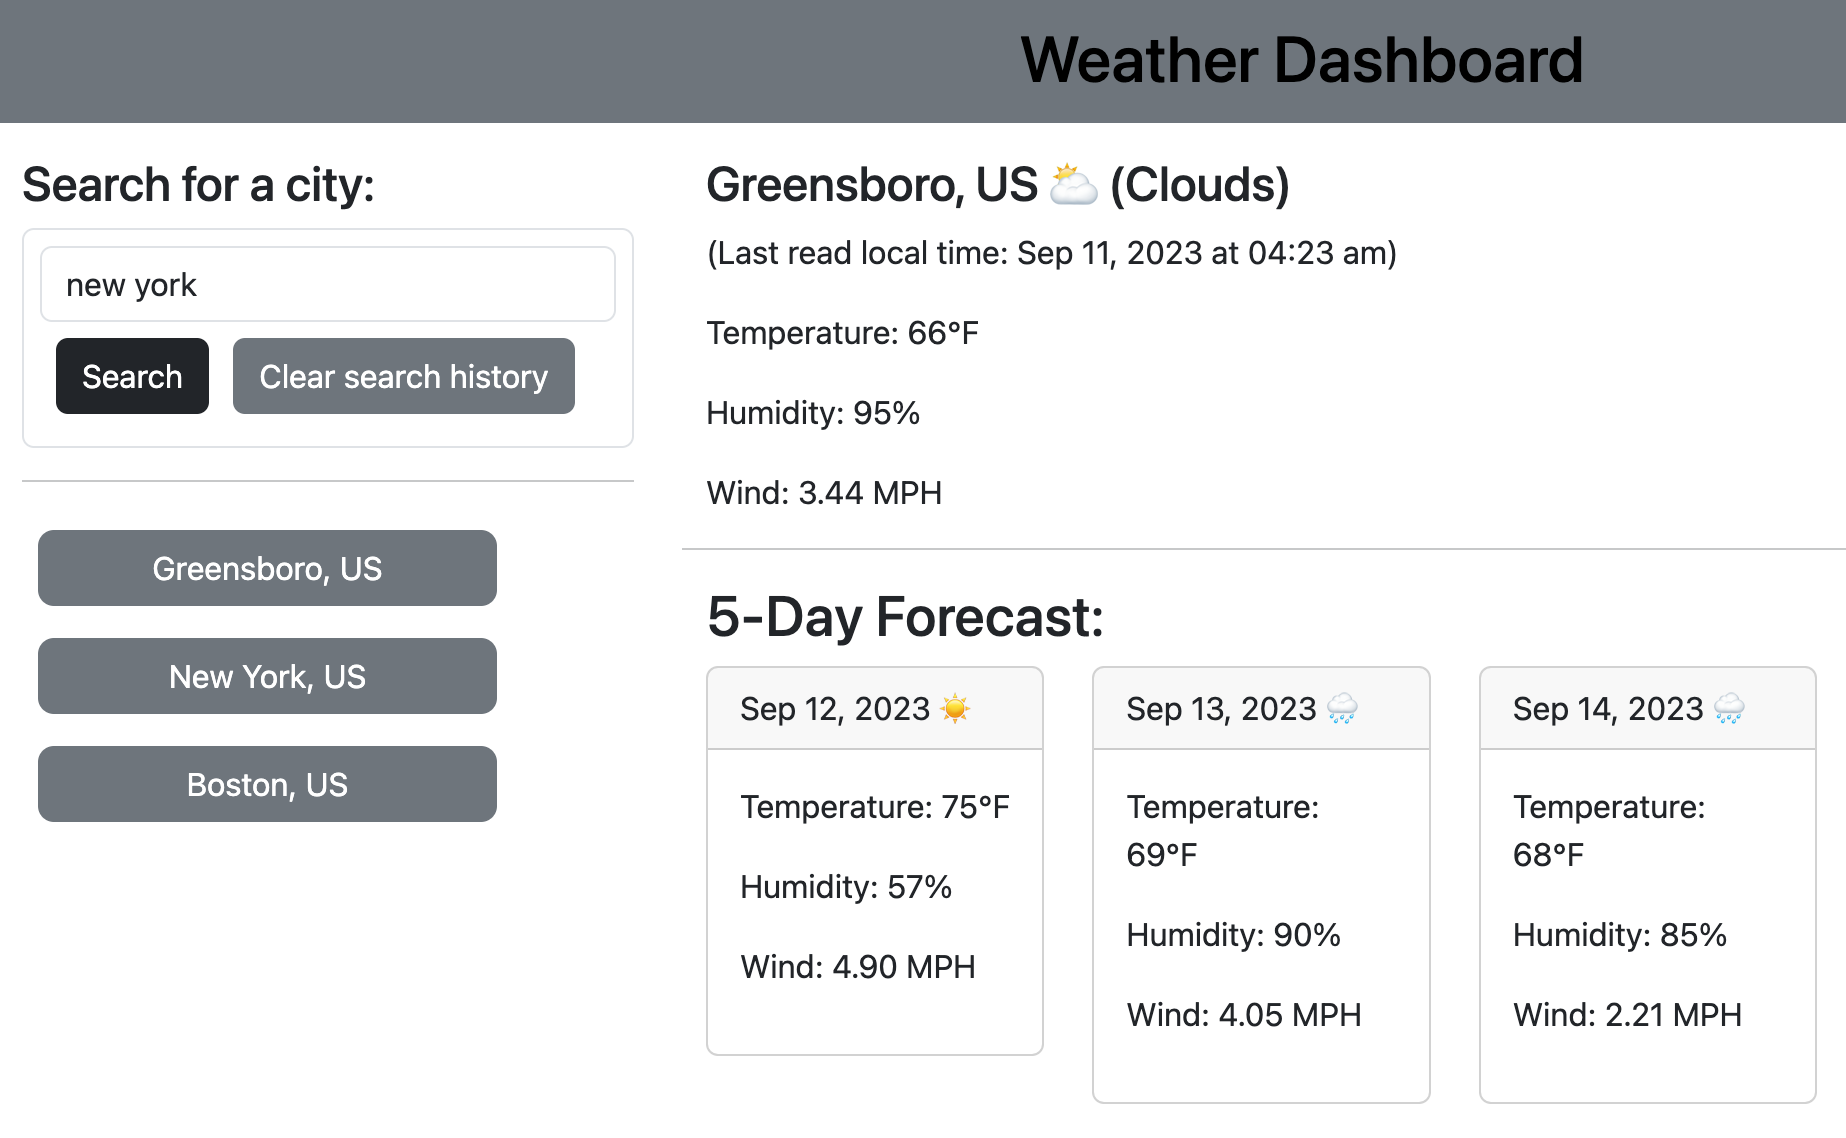 Weather Dashboard
Search for a city:
new york
Search
Clear search history
Greensboro, US
New York, US
Boston, US
Greensboro, US 🌥️ (Clouds)
(Last read local time: Sep 11, 2023 at 04:23 am)
Temperature: 66°F
Humidity: 95%
Wind: 3.44 MPH
5-Day Forecast:
Sep 12, 2023 ☀️
Temperature: 75°F
Humidity: 57%
Wind: 4.90 MPH
Sep 13, 2023 🌧️
Temperature:
69°F
Humidity: 90%
Wind: 4.05 MPH
Sep 14, 2023 🌧️
Temperature:
68°F
Humidity: 85%
Wind: 2.21 MPH